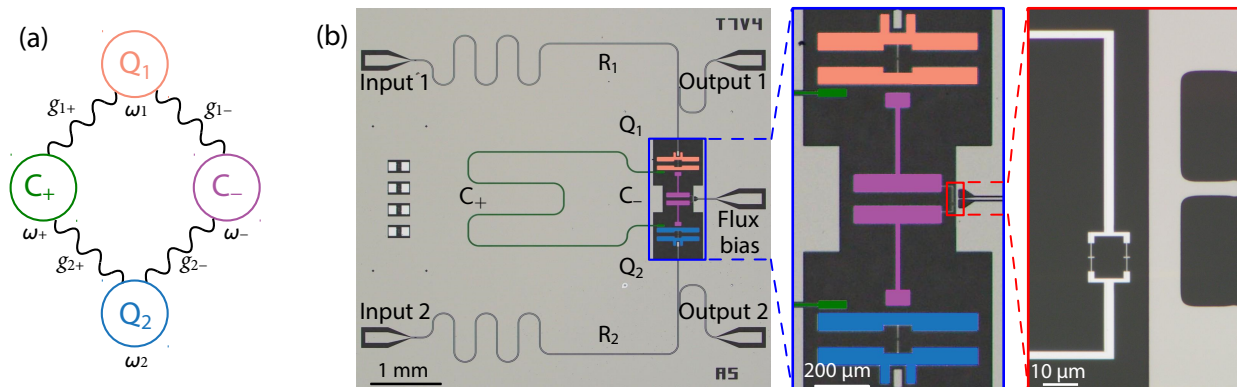 (a)
Q1
g1+
ω1
g1−
C+
C−
ω+
ω−
g2+
g2−
Q2
ω2
(b)
T7V4
Input 1
R1
Output 1
Q1
C+
C−
Flux
bias
Q2
Input 2
R2
Output 2
1 mm
A5
200 µm
10 µm